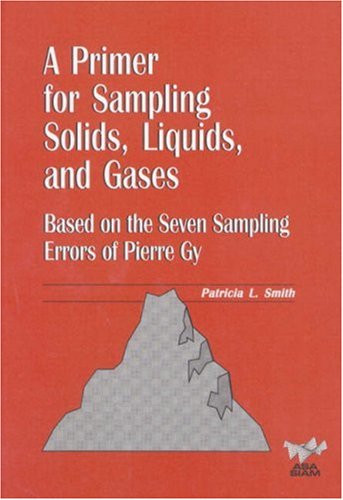 A Primer
for Sampling
Solids, Liquids,
and Gases
Based on the Seven Sampling
Errors of Pierre Gy
Patricia L. Smith
ASA
SIAM